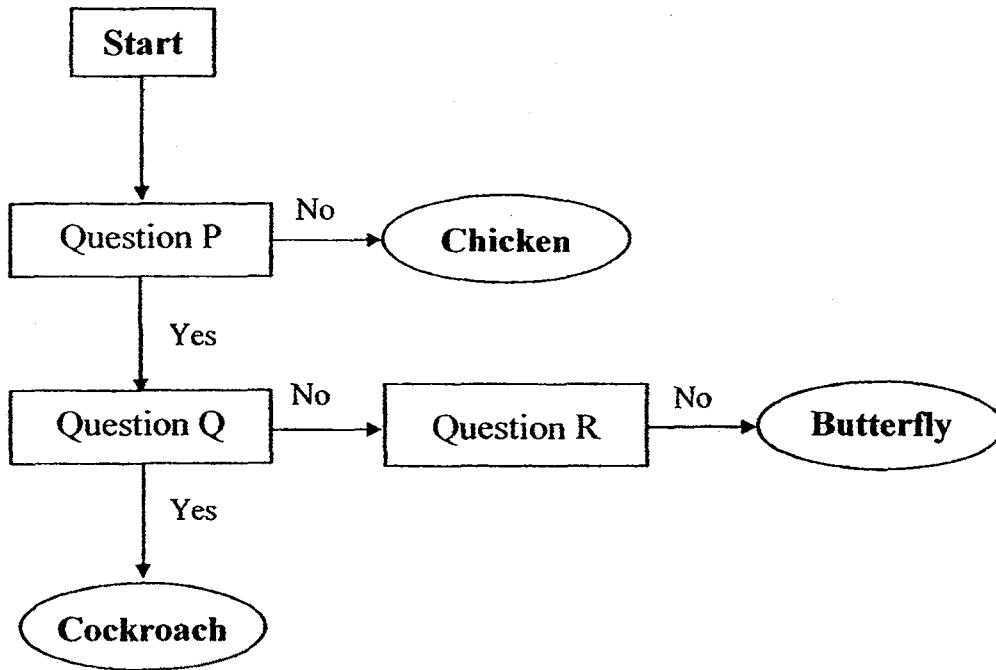 Start
Question P
No
Chicken
Yes
Question Q
No
Question R
No
Butterfly
Yes
Cockroach